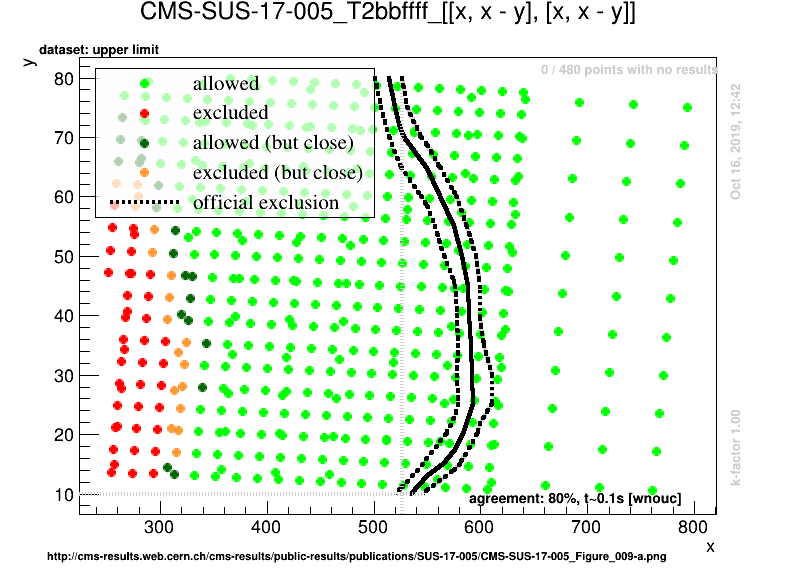 CMS-SUS-17-005_T2bbffff_[[x, x - y], [x, x - y]]
dataset: upper limit
y
0 / 480 points with no results
Oct 16, 2019, 12:42
allowed
excluded
allowed (but close)
excluded (but close)
official exclusion
80
70
60
50
40
30
20
10
k-factor 1.00
agreement: 80%, t~0.1s [wnouc]
300 400 500 600 700 800
x
http://cms-results.web.cern.ch/cms-results/public-results/publications/SUS-17-005/CMS-SUS-17-005_Figure_009-a.png